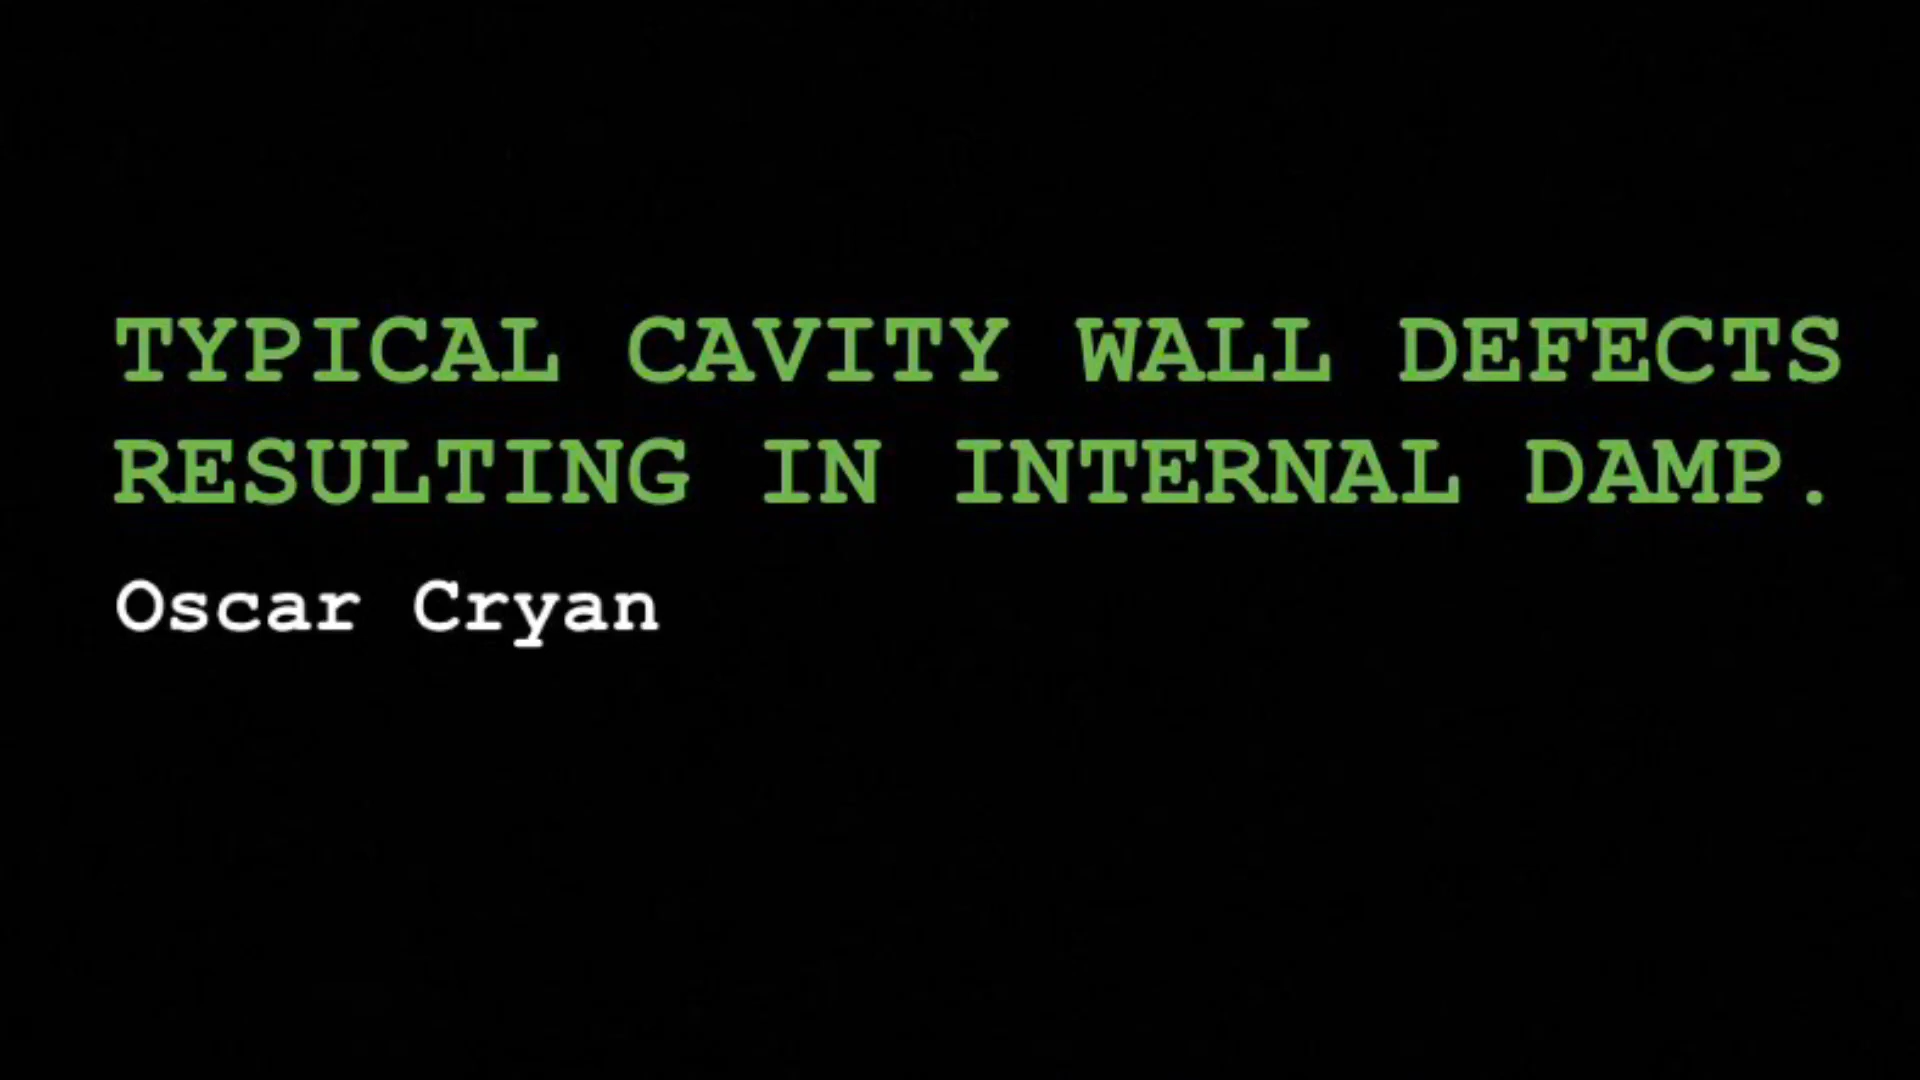 TYPICAL CAVITY WALL DEFECTS
RESULTING IN INTERNAL DAMP.
Oscar Cryan